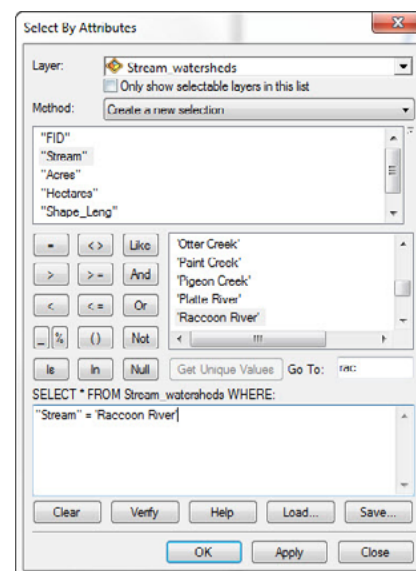 Select By Attributes
Layer: Stream_watersheds
Only show selectable layers in this list
Method: Create a new selection
"FID"
"Stream"
"Acres"
"Hectares"
"Shape_Leng"
= <> Like
> > = And
< < = Or
_ % () Not
Is In Null
'Otter Creek'
'Paint Creek'
'Pigeon Creek'
'Platte River'
'Raccoon River'
Get Unique Values Go To: rac
SELECT * FROM Stream_watersheds WHERE:
"Stream" = 'Raccoon River'
Clear Verify Help Load... Save...
OK Apply Close